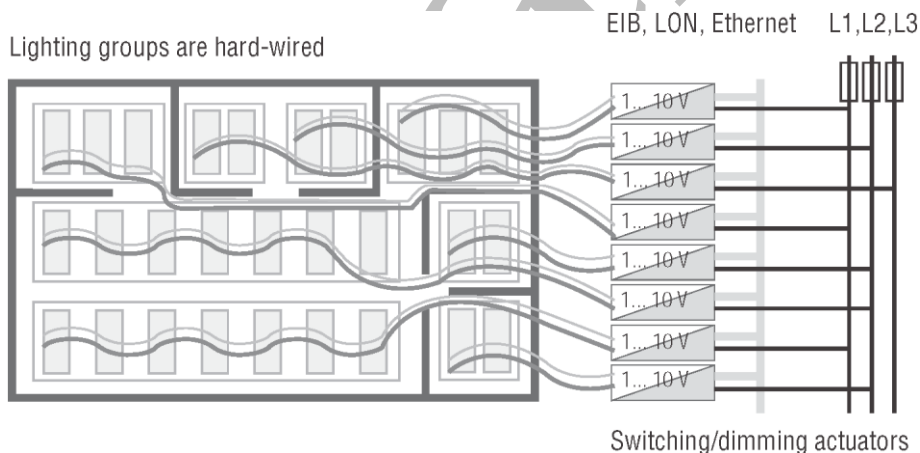 EIB, LON, Ethernet L1,L2,L3
Lighting groups are hard-wired
1... 10 V
1... 10 V
1... 10 V
1... 10 V
1... 10 V
1... 10 V
1... 10 V
1... 10 V
Switching/dimming actuators